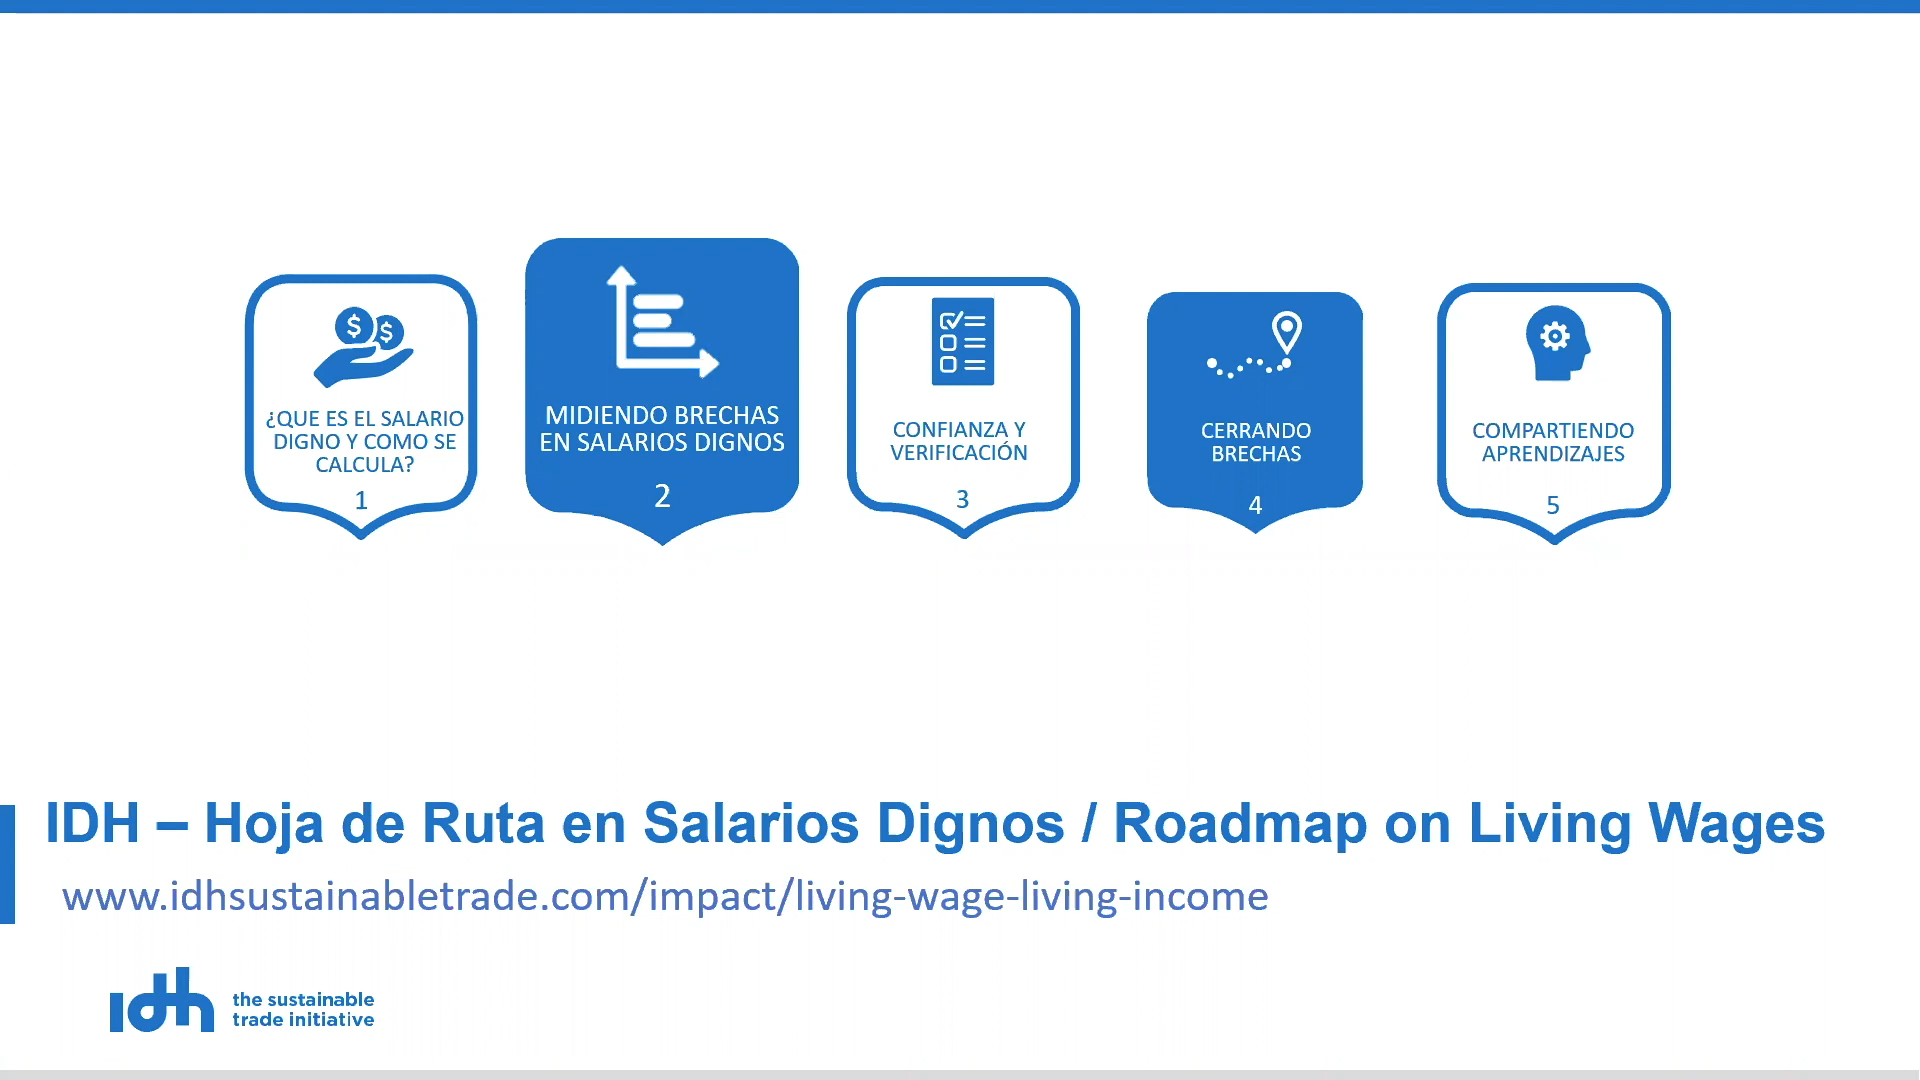 $ $
¿QUE ES EL SALARIO
DIGNO Y COMO SE
CALCULA?
1
MIDIENDO BRECHAS
EN SALARIOS DIGNOS
2
CONFIANZA Y
VERIFICACIÓN
3
CERRANDO
BRECHAS
4
COMPARTIENDO
APRENDIZAJES
5
IDH – Hoja de Ruta en Salarios Dignos / Roadmap on Living Wages
www.idhsustainabletrade.com/impact/living-wage-living-income
idh
the sustainable
trade initiative